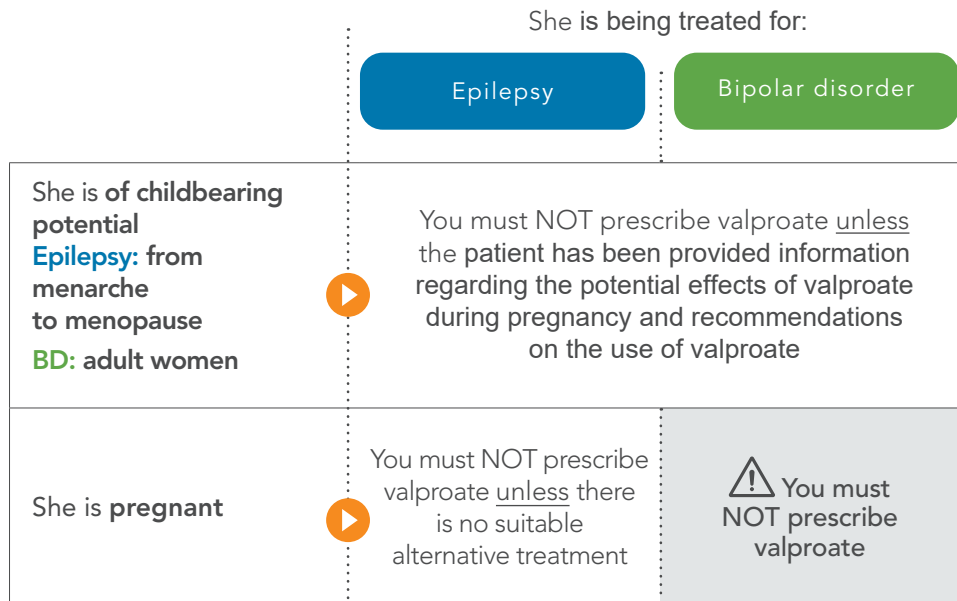 She is being treated for:
Epilepsy
Bipolar disorder
She is of childbearing
potential
Epilepsy: from
menarche
to menopause
BD: adult women
You must NOT prescribe valproate unless
the patient has been provided information
regarding the potential effects of valproate
during pregnancy and recommendations
on the use of valproate
She is pregnant
You must NOT prescribe
valproate unless there
is no suitable
alternative treatment
You must
NOT prescribe
valproate